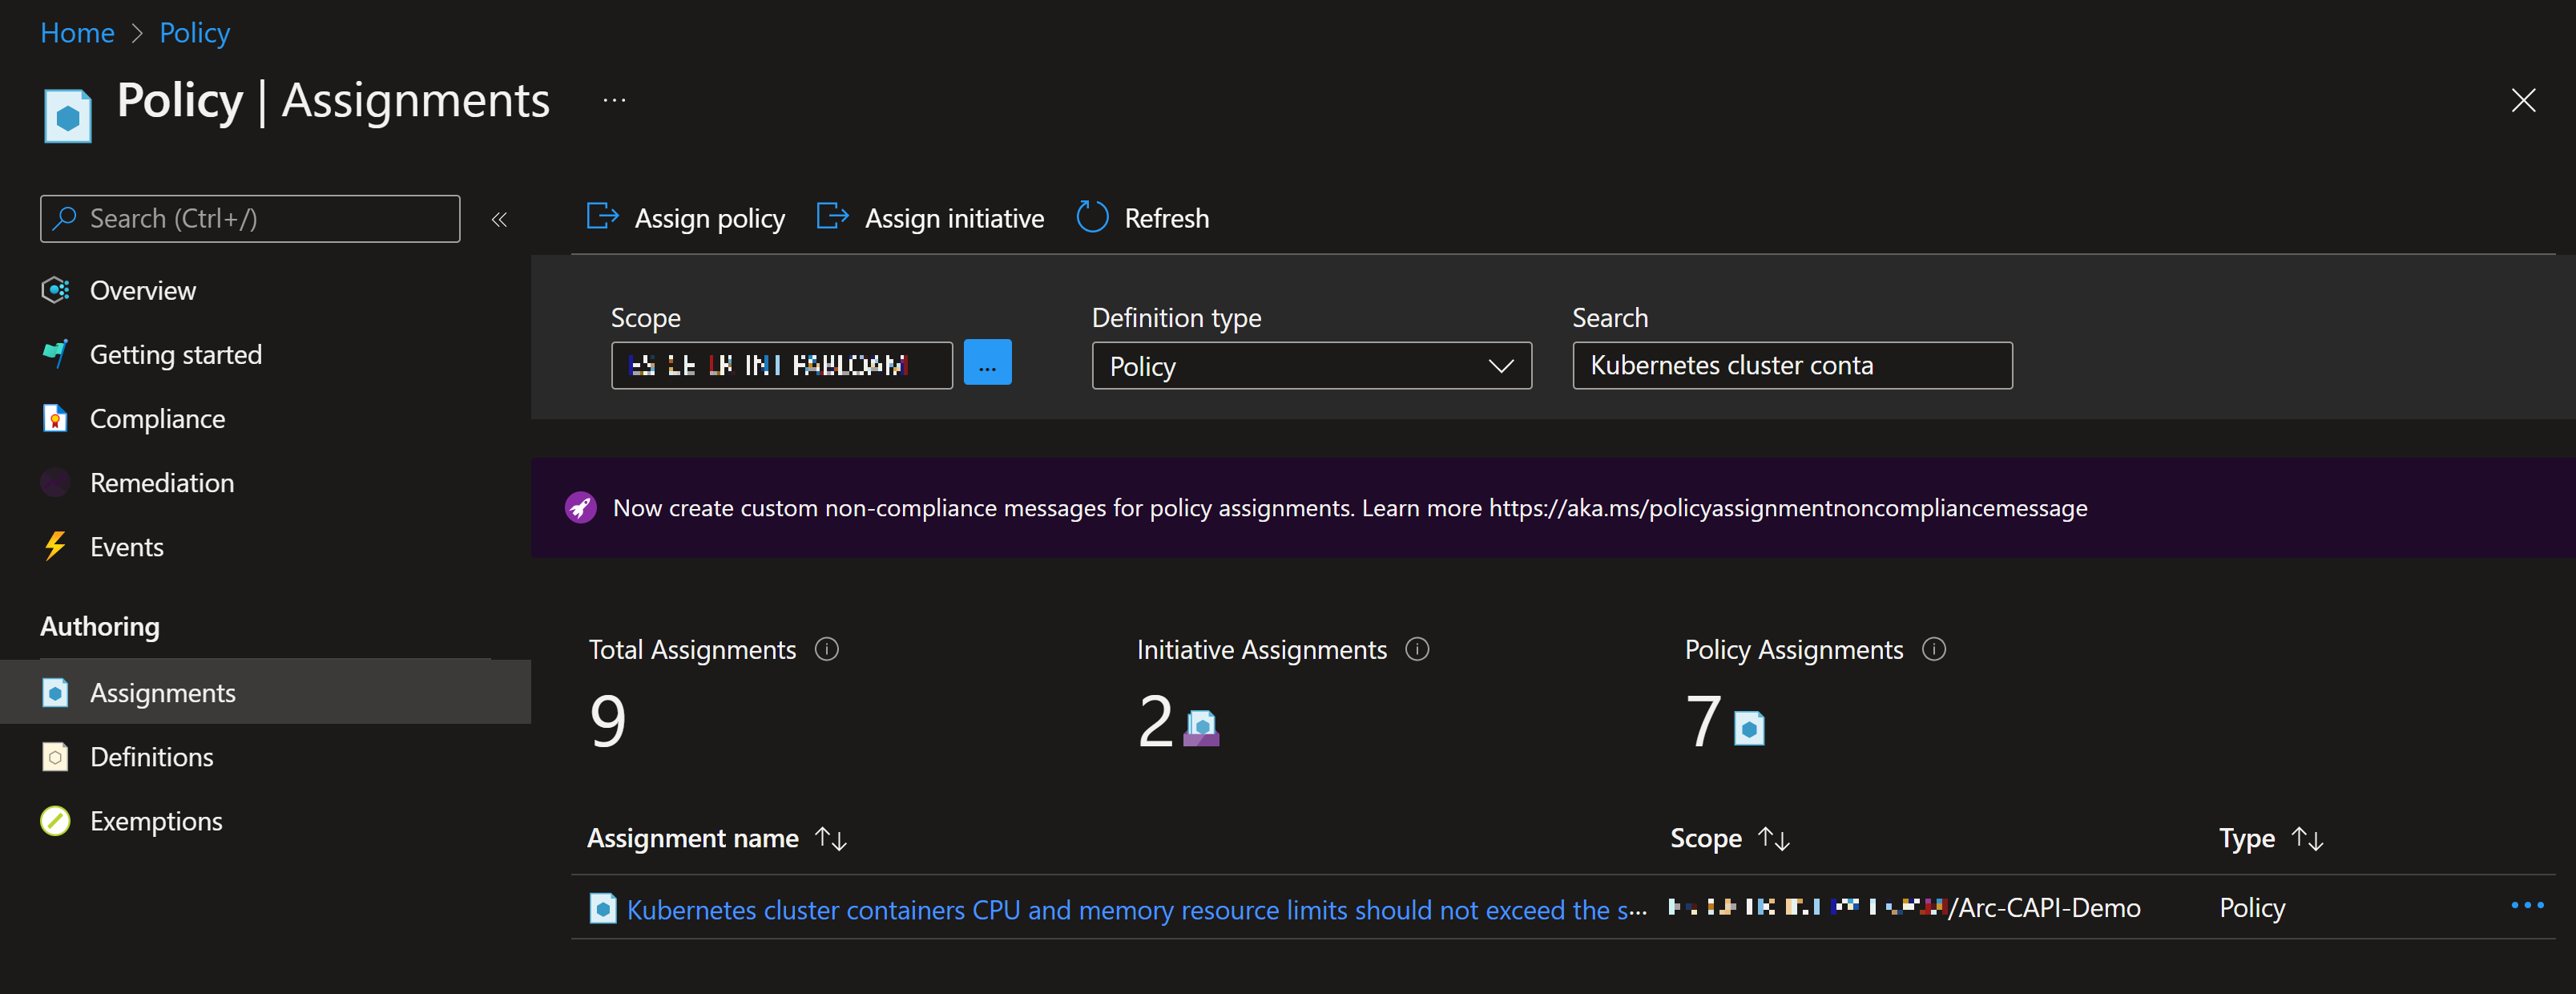 Home > Policy
Policy | Assignments ...
Search (Ctrl+/)
«
Overview
Getting started
Compliance
Remediation
Events
Authoring
Assignments
Definitions
Exemptions
Assign policy Assign initiative Refresh
Scope Definition type Search
... Policy Kubernetes cluster conta
Now create custom non-compliance messages for policy assignments. Learn more https://aka.ms/policyassignmentnoncompliancemessage
Total Assignments Initiative Assignments Policy Assignments
9 2 7
Assignment name ↑↓ Scope ↑↓ Type ↑↓
Kubernetes cluster containers CPU and memory resource limits should not exceed the s... /Arc-CAPI-Demo Policy ...